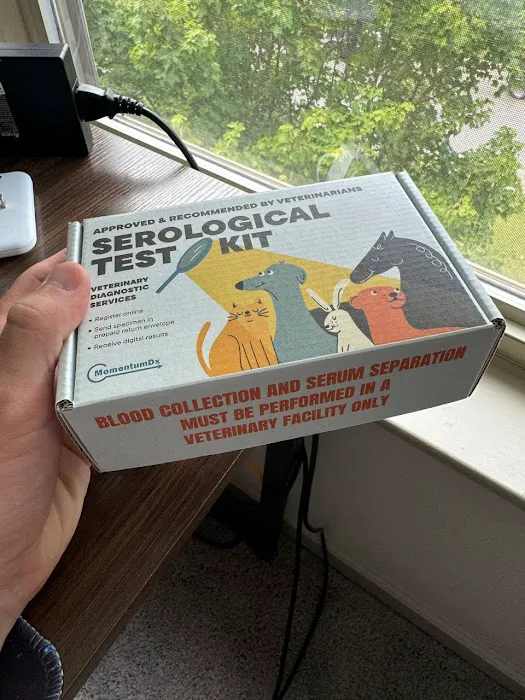 APPROVED & RECOMMENDED BY VETERINARIANS
SEROLOGICAL
TEST KIT
VETERINARY
DIAGNOSTIC
SERVICES
• Register online
• Send specimen in
prepaid return envelope
• Receive digital results
MomentumDx
BLOOD COLLECTION AND SERUM SEPARATION
MUST BE PERFORMED IN A
VETERINARY FACILITY ONLY